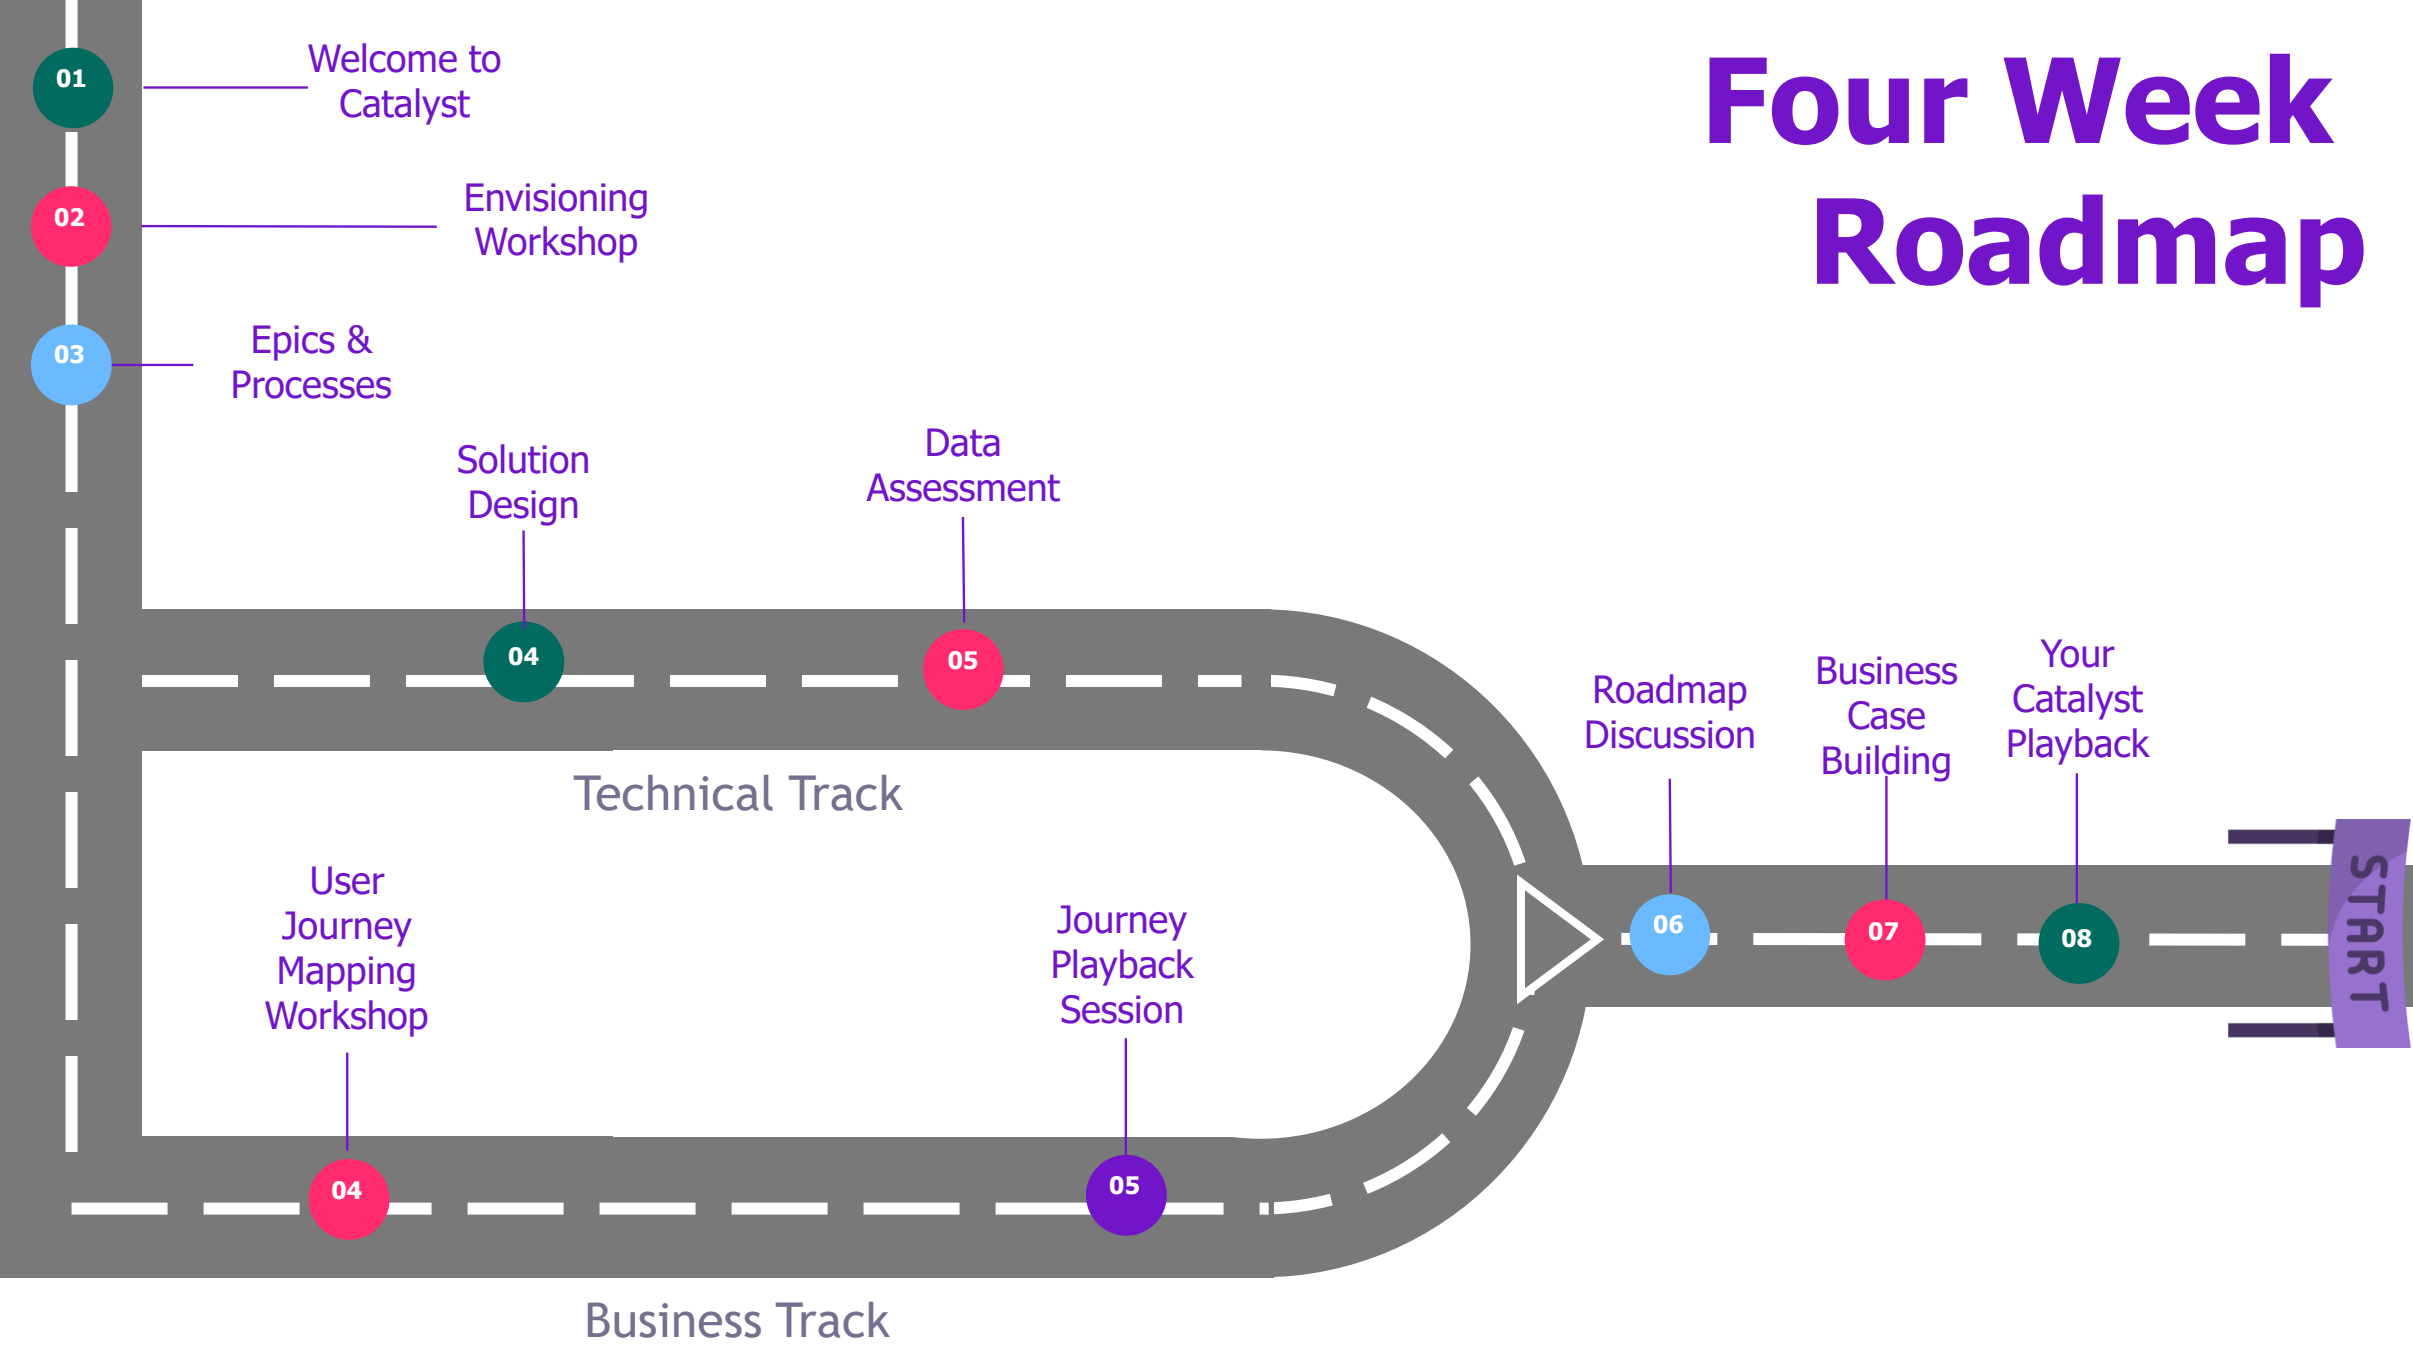 Four Week
Roadmap
01
Welcome to
Catalyst
02
Envisioning
Workshop
03
Epics &
Processes
Solution
Design
04
Data
Assessment
05
Technical Track
User
Journey
Mapping
Workshop
04
Journey
Playback
Session
05
Business Track
Roadmap
Discussion
06
Business
Case
Building
07
Your
Catalyst
Playback
08
START